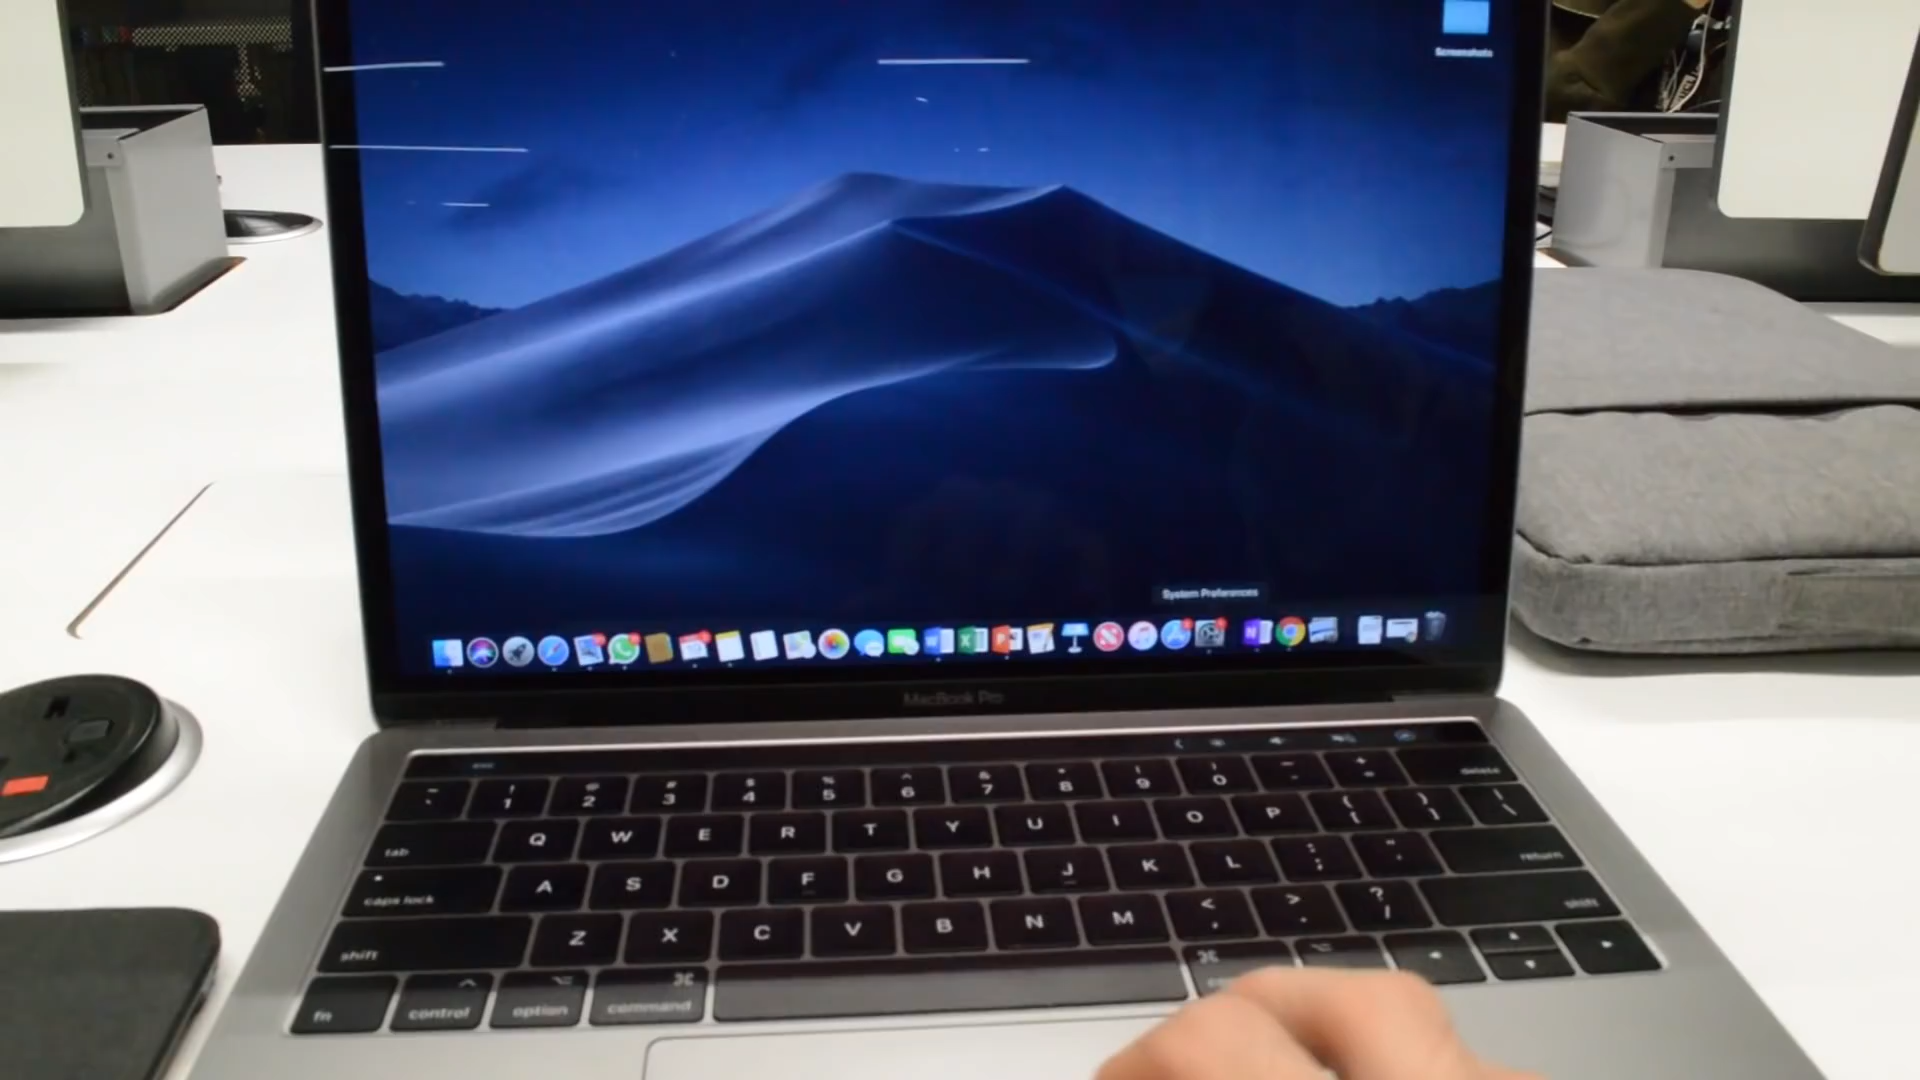 Screenshots
System Preferences
MacBook Pro
esc
~ ! @ # $ % ^ & * ( ) _ +
` 1 2 3 4 5 6 7 8 9 0 - = delete
tab Q W E R T Y U I O P { [ } ] | \
caps lock A S D F G H J K L : ; " ' return
shift Z X C V B N M < , > . ? / shift
fn control option command ⌘